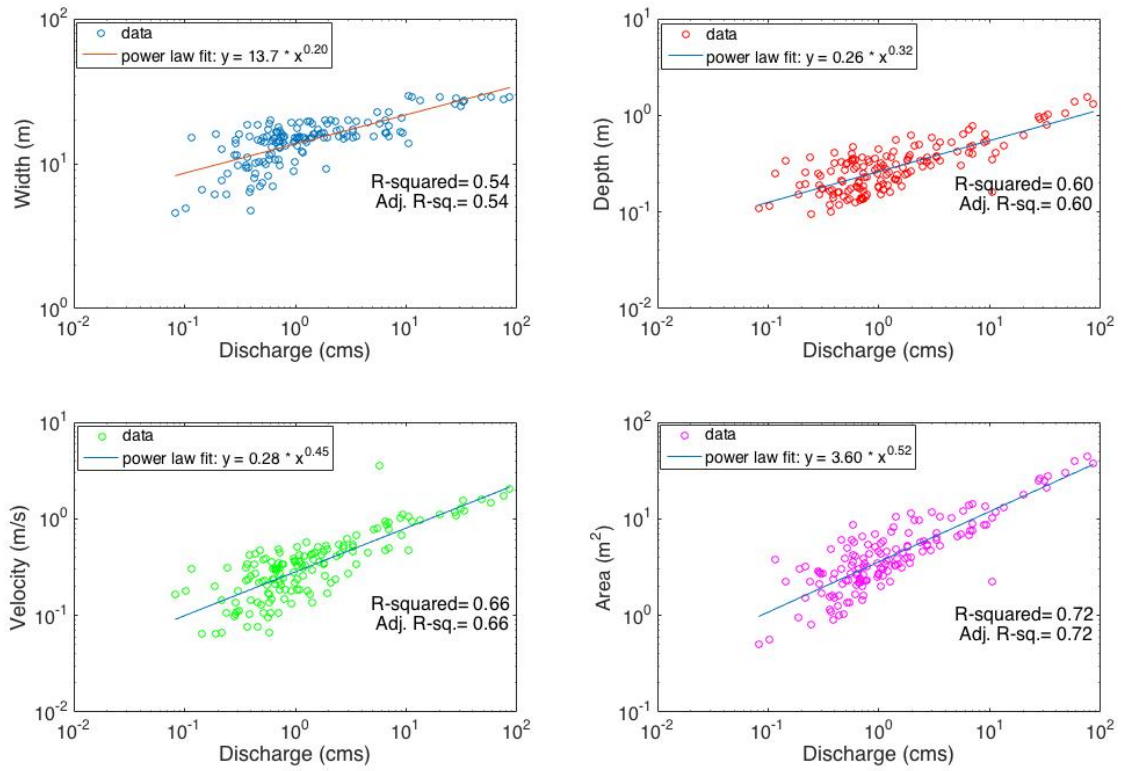 10^2
data
power law fit: y = 13.7 * x^0.20
10^1
R-squared= 0.54
Adj. R-sq.= 0.54
10^0
10^-2 10^-1 10^0 10^1 10^2
Discharge (cms)
Width (m)
10^1
data
power law fit: y = 0.26 * x^0.32
10^0
R-squared= 0.60
Adj. R-sq.= 0.60
10^-1
10^-2
10^-2 10^-1 10^0 10^1 10^2
Discharge (cms)
Depth (m)
10^1
data
power law fit: y = 0.28 * x^0.45
10^0
R-squared= 0.66
Adj. R-sq.= 0.66
10^-1
10^-2
10^-2 10^-1 10^0 10^1 10^2
Discharge (cms)
Velocity (m/s)
10^2
data
power law fit: y = 3.60 * x^0.52
10^1
10^0
R-squared= 0.72
Adj. R-sq.= 0.72
10^-1
10^-2 10^-1 10^0 10^1 10^2
Discharge (cms)
Area (m^2)